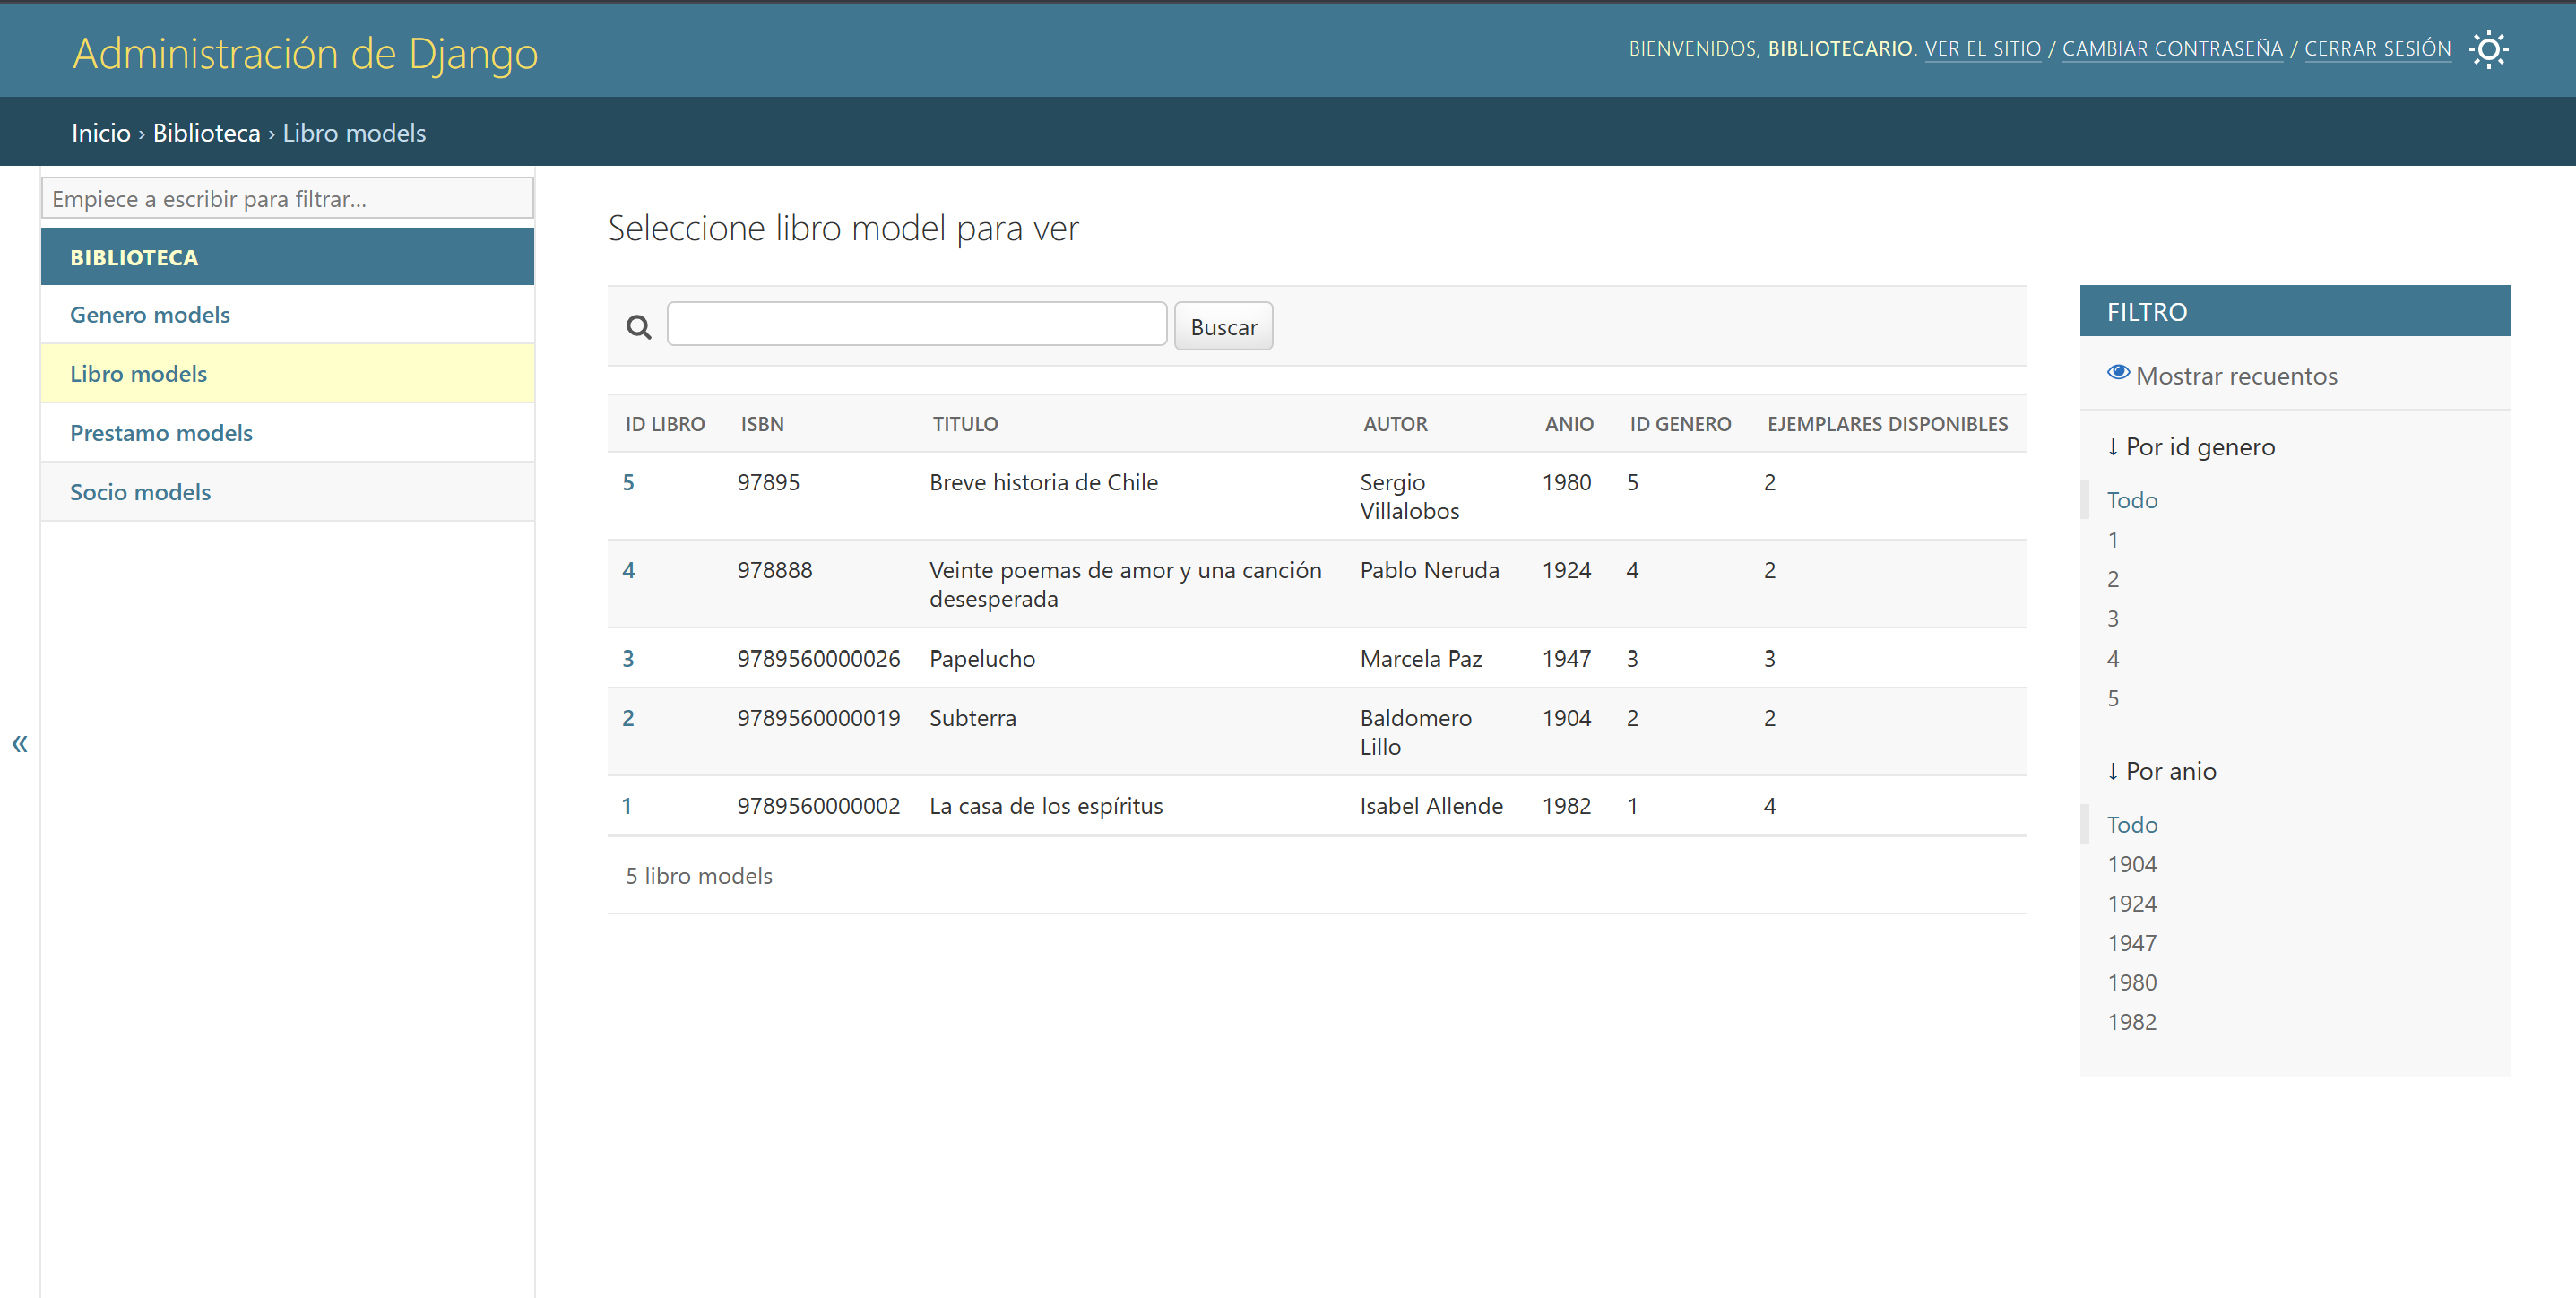 Administración de Django
BIENVENIDOS, BIBLIOTECARIO. VER EL SITIO / CAMBIAR CONTRASEÑA / CERRAR SESIÓN
Inicio › Biblioteca › Libro models
Empiece a escribir para filtrar...
BIBLIOTECA
Genero models
Libro models
Prestamo models
Socio models
«
Seleccione libro model para ver
Buscar
ID LIBRO ISBN TITULO AUTOR ANIO ID GENERO EJEMPLARES DISPONIBLES
5 97895 Breve historia de Chile Sergio Villalobos 1980 5 2
4 978888 Veinte poemas de amor y una canción desesperada Pablo Neruda 1924 4 2
3 9789560000026 Papelucho Marcela Paz 1947 3 3
2 9789560000019 Subterra Baldomero Lillo 1904 2 2
1 9789560000002 La casa de los espíritus Isabel Allende 1982 1 4
5 libro models
FILTRO
Mostrar recuentos
↓ Por id genero
Todo
1
2
3
4
5
↓ Por anio
Todo
1904
1924
1947
1980
1982